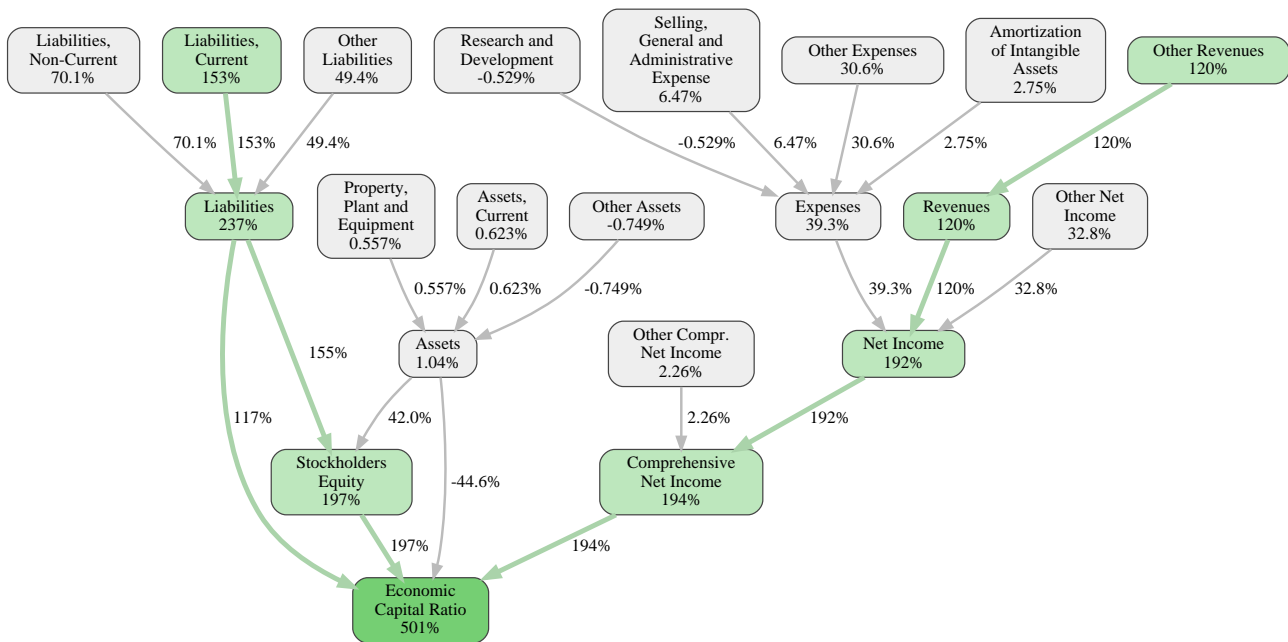 Liabilities,
Non-Current
70.1%
Liabilities,
Current
153%
Other
Liabilities
49.4%
Research and
Development
-0.529%
Selling,
General and
Administrative
Expense
6.47%
Other Expenses
30.6%
Amortization
of Intangible
Assets
2.75%
Other Revenues
120%
70.1%
153%
49.4%
-0.529%
6.47%
30.6%
2.75%
120%
Liabilities
237%
Property,
Plant and
Equipment
0.557%
Assets,
Current
0.623%
Other Assets
-0.749%
Expenses
39.3%
Revenues
120%
Other Net
Income
32.8%
0.557%
0.623%
-0.749%
39.3%
120%
32.8%
155%
Assets
1.04%
Other Compr.
Net Income
2.26%
Net Income
192%
117%
42.0%
2.26%
192%
Stockholders
Equity
197%
-44.6%
Comprehensive
Net Income
194%
197%
194%
Economic
Capital Ratio
501%